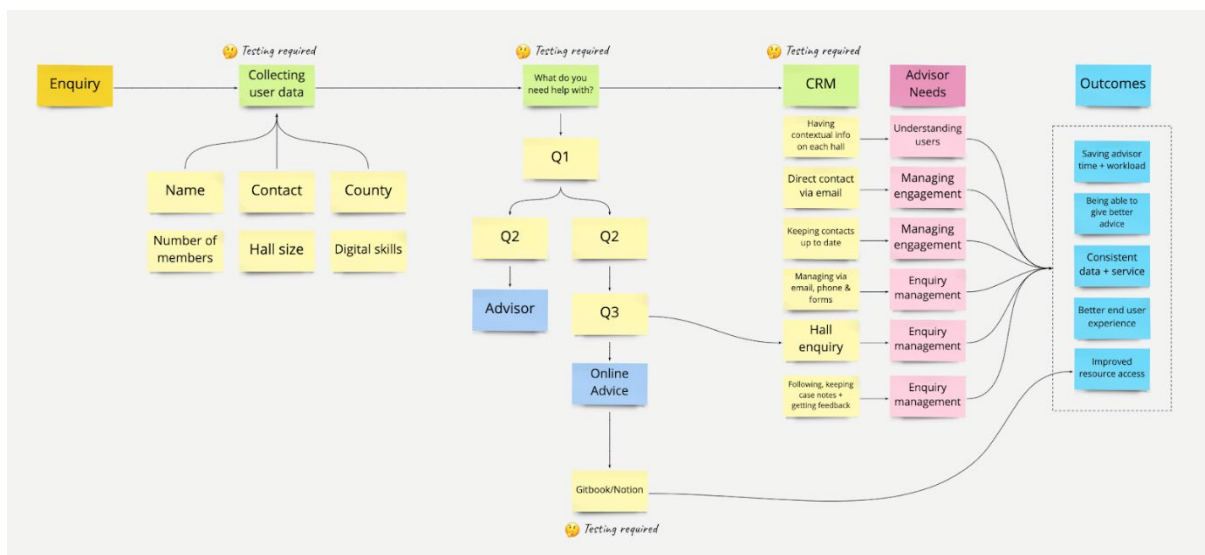 🤔 Testing required
🤔 Testing required
🤔 Testing required
Enquiry
Collecting
user data
What do you
need help with?
CRM
Advisor
Needs
Outcomes
Name
Contact
County
Number of
members
Hall size
Digital skills
Q1
Q2
Q2
Advisor
Q3
Online
Advice
Gitbook/Notion
🤔 Testing required
Having
contextual info
on each hall
Understanding
users
Direct contact
via email
Managing
engagement
Keeping contacts
up to date
Managing
engagement
Managing via
email, phone &
forms
Enquiry
management
Hall
enquiry
Enquiry
management
Following, keeping
case notes +
getting feedback
Enquiry
management
Saving advisor
time + workload
Being able to
give better
advice
Consistent
data + service
Better end user
experience
Improved
resource access